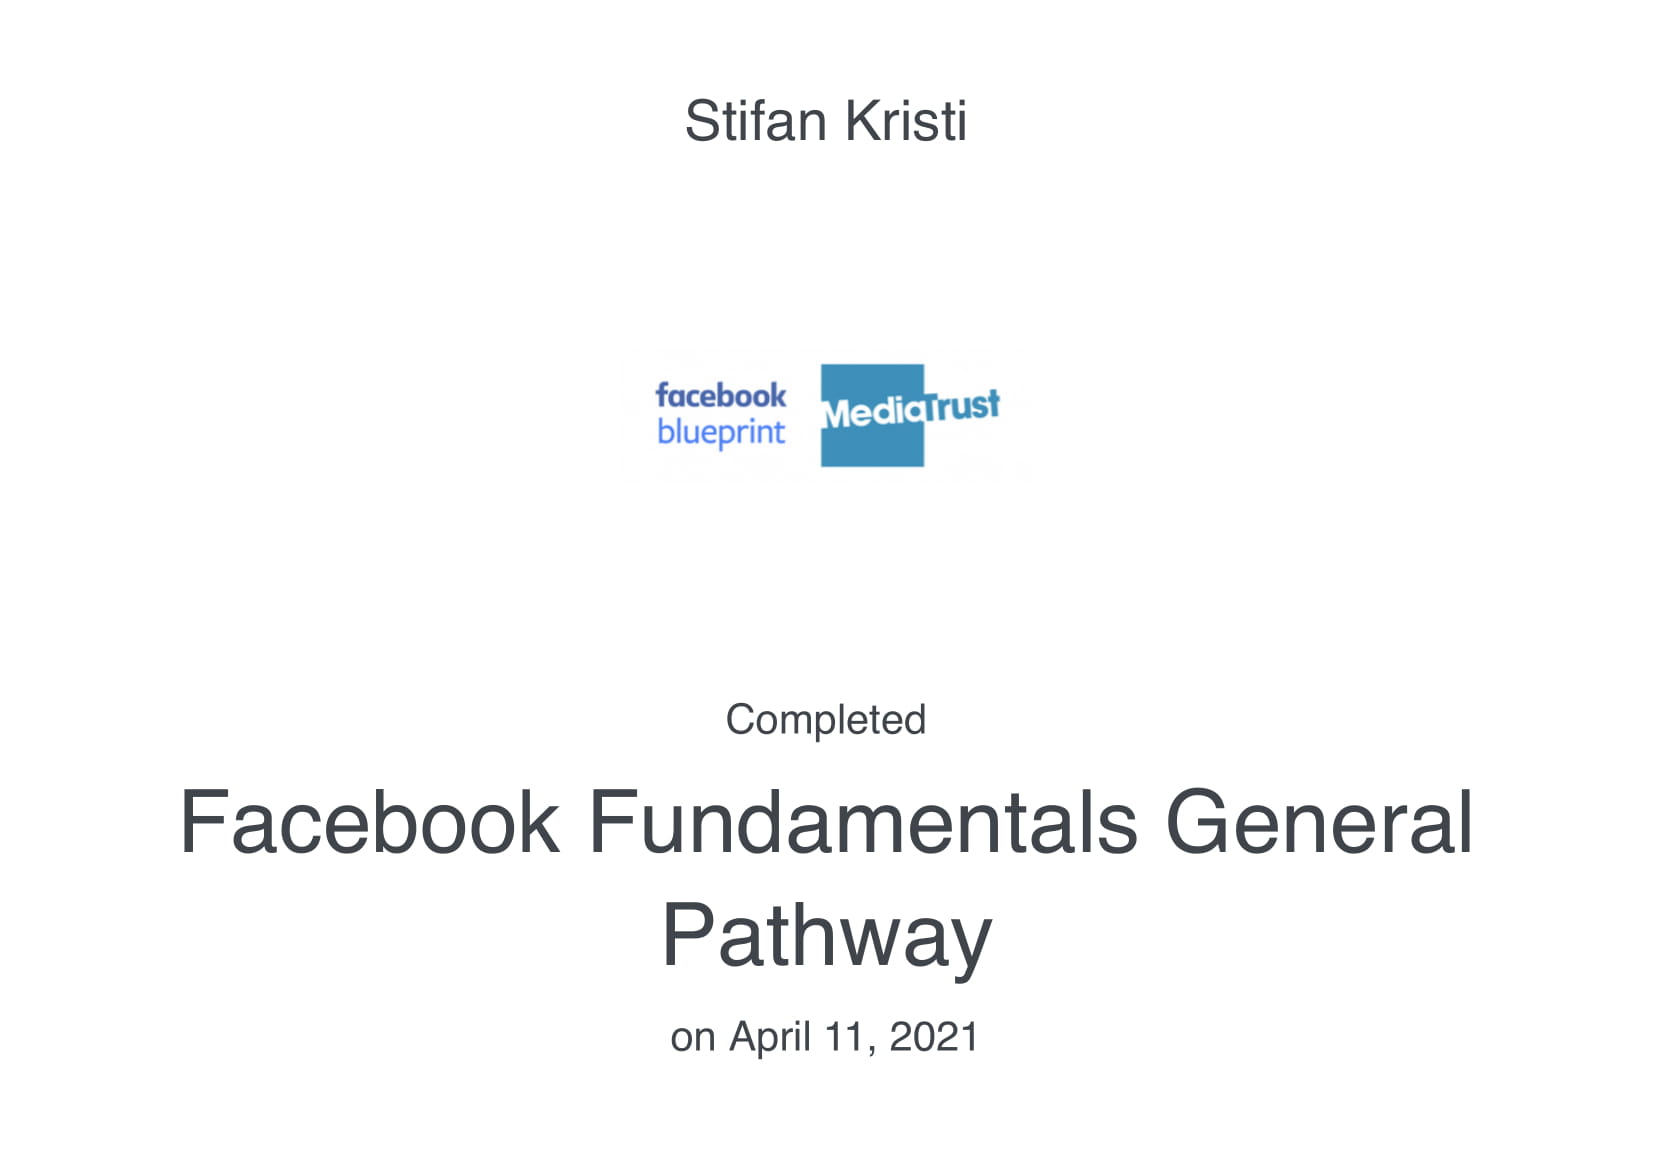 Stifan Kristi
facebook
blueprint
MediaTrust
Completed
Facebook Fundamentals General
Pathway
on April 11, 2021